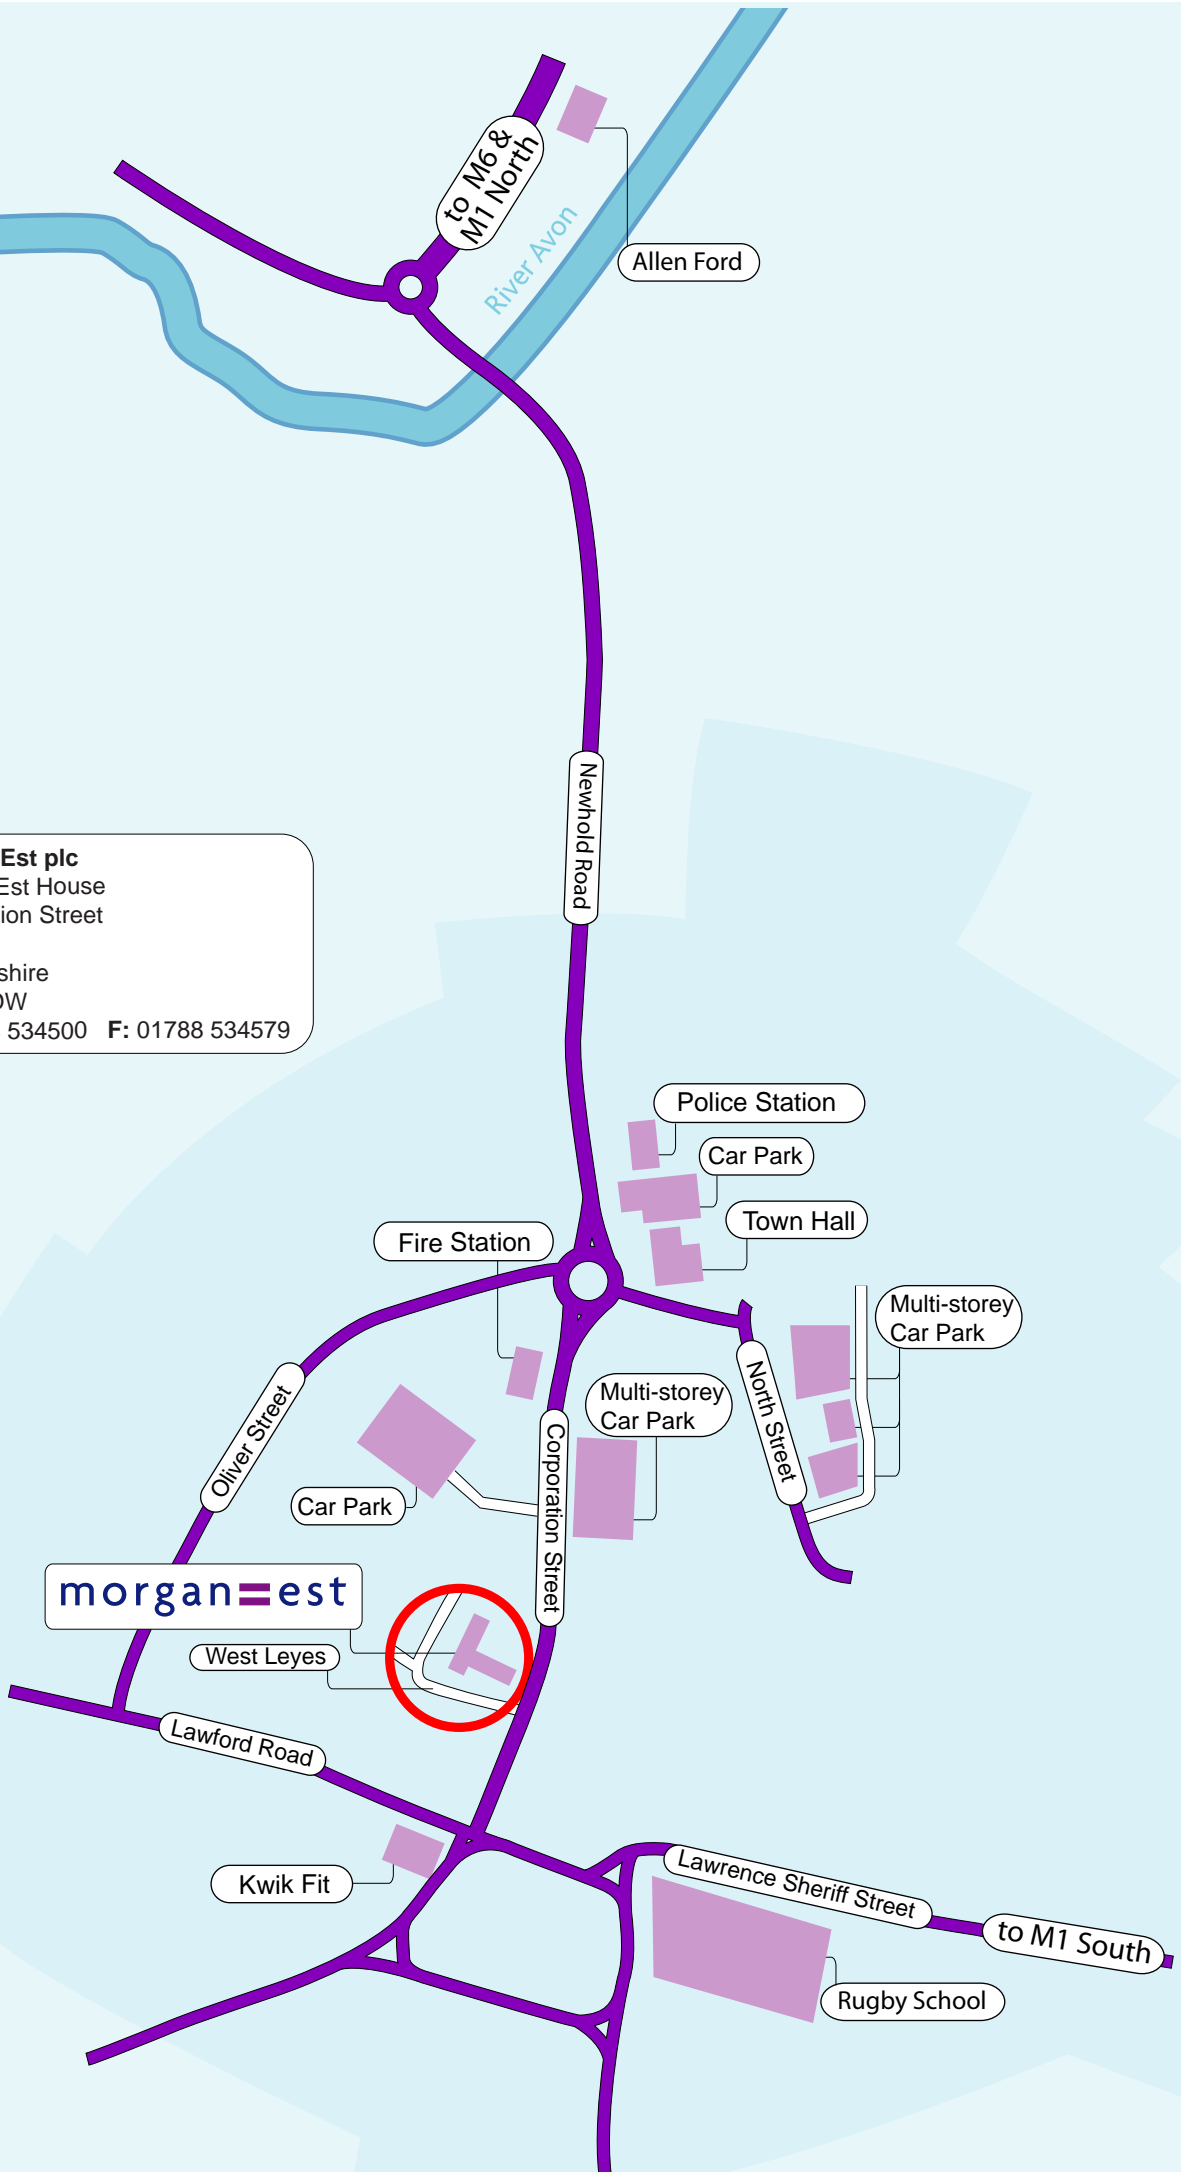 to M6 &
M1 North
River Avon
Allen Ford
Newhold Road
Est plc
Est House
ion Street
shire
OW
534500 F: 01788 534579
Police Station
Car Park
Town Hall
Fire Station
Multi-storey
Car Park
Multi-storey
Car Park
North Street
Oliver Street
Corporation Street
Car Park
morgan=est
West Leyes
Lawford Road
Kwik Fit
Lawrence Sheriff Street
to M1 South
Rugby School